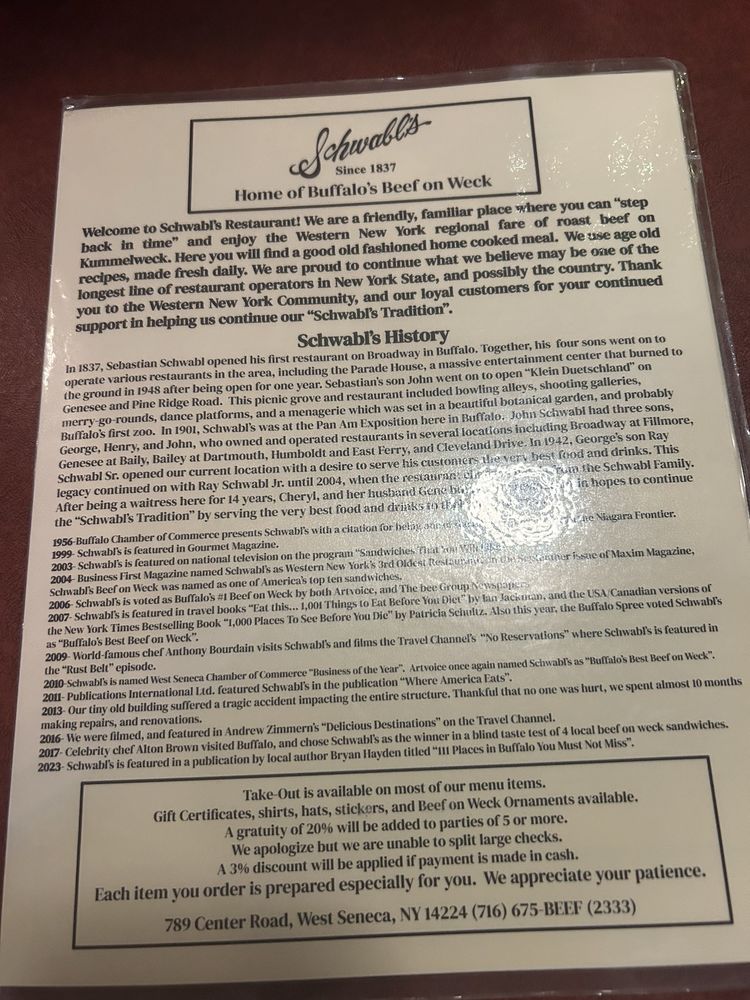 Schwabl's
Since 1837
Home of Buffalo's Beef on Weck
Welcome to Schwabl's Restaurant! We are a friendly, familiar place where you can “step
back in time” and enjoy the Western New York regional fare of roast beef on
Kummelweck. Here you will find a good old fashioned home cooked meal. We use age old
recipes, made fresh daily. We are proud to continue what we believe may be one of the
longest line of restaurant operators in New York State, and possibly the country. Thank
you to the Western New York Community, and our loyal customers for your continued
support in helping us continue our “Schwabl's Tradition”.
Schwabl's History
In 1837, Sebastian Schwabl opened his first restaurant on Broadway in Buffalo. Together, his four sons went on to
operate various restaurants in the area, including the Parade House, a massive entertainment center that burned to
the ground in 1948 after being open for one year. Sebastian's son John went on to open “Klein Duetschland” on
Genesee and Pine Ridge Road. This picnic grove and restaurant included bowling alleys, shooting galleries,
merry-go-rounds, dance platforms, and a menagerie which was set in a beautiful botanical garden, and probably
Buffalo's first zoo. In 1901, Schwabl's was at the Pan Am Exposition here in Buffalo. John Schwabl had three sons,
George, Henry, and John, who owned and operated restaurants in several locations including Broadway at Fillmore,
Genesee at Baily, Bailey at Dartmouth, Humboldt and East Ferry, and Cleveland Drive. In 1942, George's son Ray
Schwabl Sr. opened our current location with a desire to serve his customers the very best food and drinks. This
legacy continued on with Ray Schwabl Jr. until 2004, when the restaurant the Schwabl Family.
After being a waitress here for 14 years, Cheryl, and her husband Gene in hopes to continue
the “Schwabl's Tradition” by serving the very best food and drinks to
1956-Buffalo Chamber of Commerce presents Schwabl's with a citation for being Niagara Frontier.
1999- Schwabl's is featured in Gourmet Magazine.
2003- Schwabl's is featured on national television on the program “Sandwiches That You Will
2004- Business First Magazine named Schwabl's as Western New York's 3rd Oldest Restaurant. In the September issue of Maxim Magazine,
Schwabl's Beef on Weck was named as one of America's top ten sandwiches.
2006- Schwabl's is voted as Buffalo's #1 Beef on Weck by both Artvoice, and The bee Group Newspapers
2007- Schwabl's is featured in travel books “Eat this... 1,001 Things to Eat Before You Diet” by Ian Jackman, and the USA/Canadian versions of
the New York Times Bestselling Book “1,000 Places To See Before You Die” by Patricia Schultz. Also this year, the Buffalo Spree voted Schwabl's
as “Buffalo's Best Beef on Weck”.
2009- World-famous chef Anthony Bourdain visits Schwabl's and films the Travel Channel's “No Reservations” where Schwabl's is featured in
the “Rust Belt” episode.
2010-Schwabl's is named West Seneca Chamber of Commerce “Business of the Year”. Artvoice once again named Schwabl's as “Buffalo's Best Beef on Weck”.
2011- Publications International Ltd. featured Schwabl's in the publication “Where America Eats”.
2013- Our tiny old building suffered a tragic accident impacting the entire structure. Thankful that no one was hurt, we spent almost 10 months
making repairs, and renovations.
2016- We were filmed, and featured in Andrew Zimmern's “Delicious Destinations” on the Travel Channel.
2017- Celebrity chef Alton Brown visited Buffalo, and chose Schwabl's as the winner in a blind taste test of 4 local beef on weck sandwiches.
2023- Schwabl's is featured in a publication by local author Bryan Hayden titled “111 Places in Buffalo You Must Not Miss”.
Take-Out is available on most of our menu items.
Gift Certificates, shirts, hats, stickers, and Beef on Weck Ornaments available.
A gratuity of 20% will be added to parties of 5 or more.
We apologize but we are unable to split large checks.
A 3% discount will be applied if payment is made in cash.
Each item you order is prepared especially for you. We appreciate your patience.
789 Center Road, West Seneca, NY 14224 (716) 675-BEEF (2333)